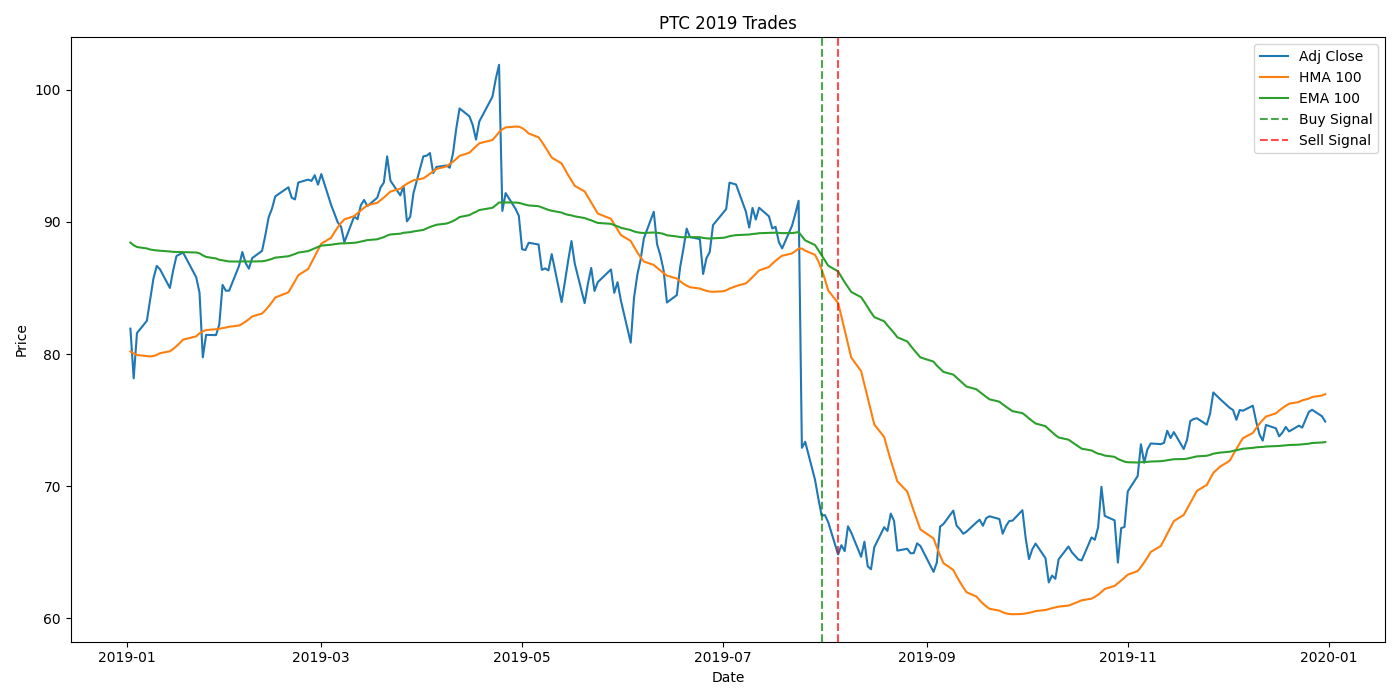 PTC 2019 Trades
Adj Close
HMA 100
EMA 100
Buy Signal
Sell Signal
Price
100
90
80
70
60
2019-01
2019-03
2019-05
2019-07
2019-09
2019-11
2020-01
Date